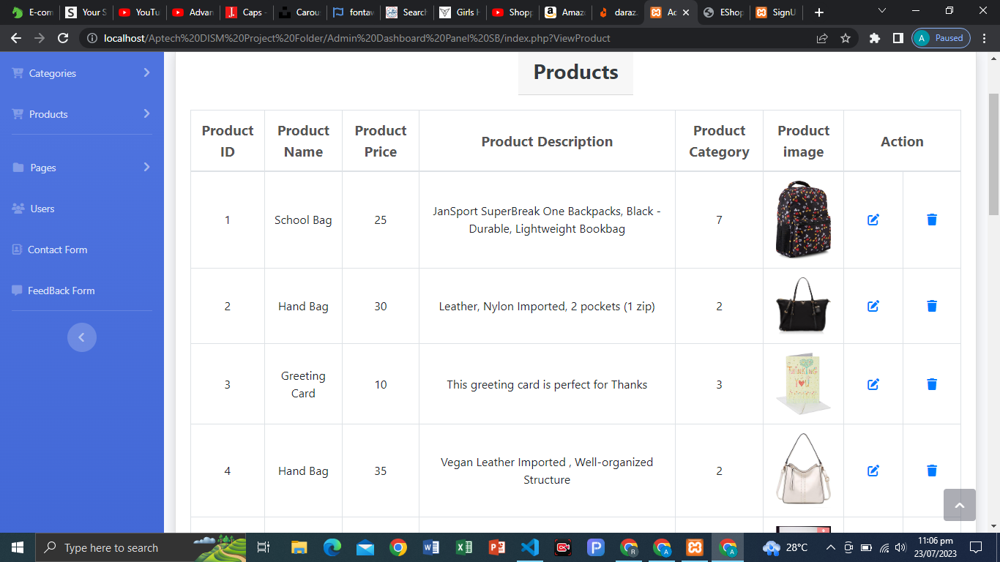 E-com
Your S
YouTu
Advan
Caps -
Carou
fontaw
Search
Girls H
Shopp
Amazo
daraz.
Ac
EShop
SignU
localhost/Aptech%20DISM%20Project%20Folder/Admin%20Dashboard%20Panel%20SB/index.php?ViewProduct
A Paused
Categories
Products
Pages
Users
Contact Form
FeedBack Form
Products
Product ID
Product Name
Product Price
Product Description
Product Category
Product image
Action
1
School Bag
25
JanSport SuperBreak One Backpacks, Black -
Durable, Lightweight Bookbag
7
2
Hand Bag
30
Leather, Nylon Imported, 2 pockets (1 zip)
2
3
Greeting
Card
10
This greeting card is perfect for Thanks
3
THINKING
YOU
4
Hand Bag
35
Vegan Leather Imported , Well-organized
Structure
2
Type here to search
28°C
11:06 pm
23/07/2023